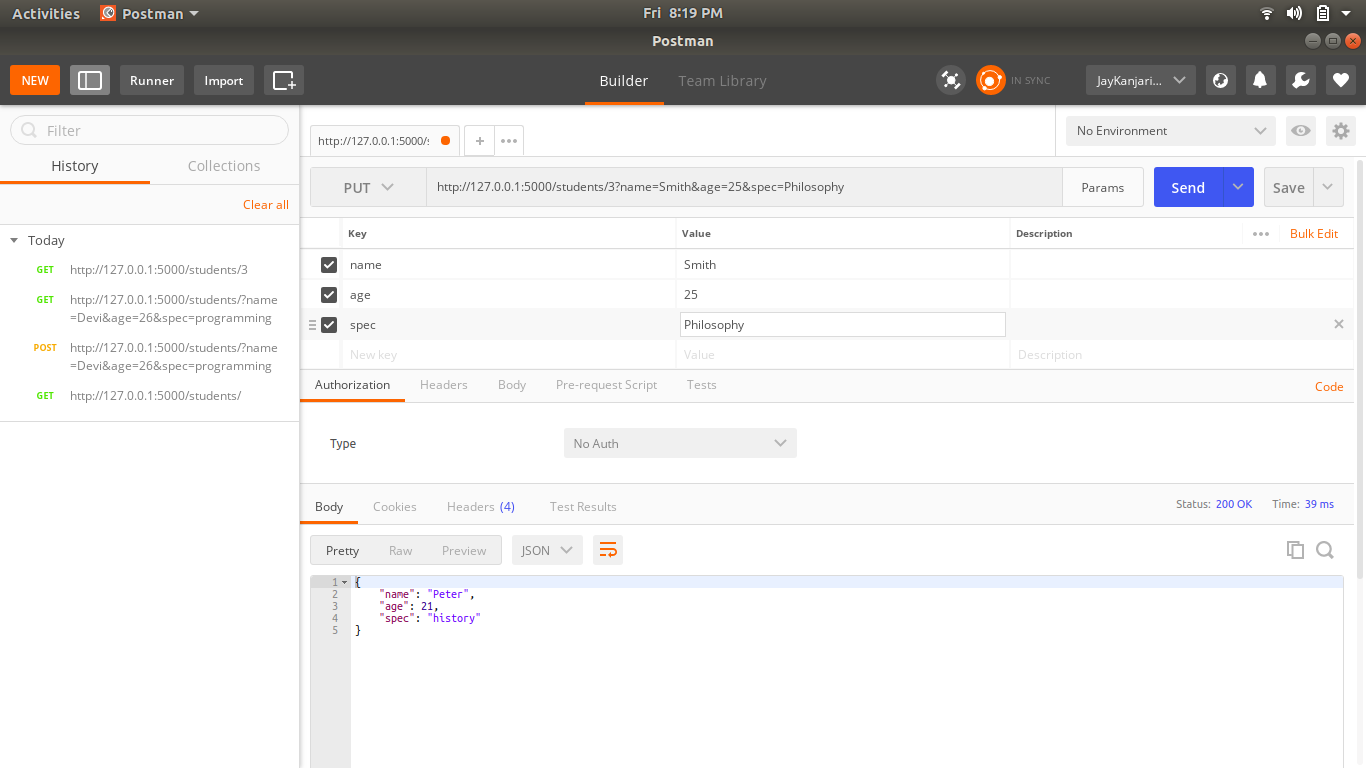 Activities Postman Fri 8:19 PM
Postman
NEW Runner Import Builder Team Library IN SYNC JayKanjari...
Filter
History Collections
Clear all
Today
GET http://127.0.0.1:5000/students/3
GET http://127.0.0.1:5000/students/?name
=Devi&age=26&spec=programming
POST http://127.0.0.1:5000/students/?name
=Devi&age=26&spec=programming
GET http://127.0.0.1:5000/students/
http://127.0.0.1:5000/s + ••• No Environment
PUT http://127.0.0.1:5000/students/3?name=Smith&age=25&spec=Philosophy Params Send Save
Key Value Description ••• Bulk Edit
name Smith
age 25
spec Philosophy
New key Value Description
Authorization Headers Body Pre-request Script Tests Code
Type No Auth
Body Cookies Headers (4) Test Results Status: 200 OK Time: 39 ms
Pretty Raw Preview JSON
1 {
2 "name": "Peter",
3 "age": 21,
4 "spec": "history"
5 }